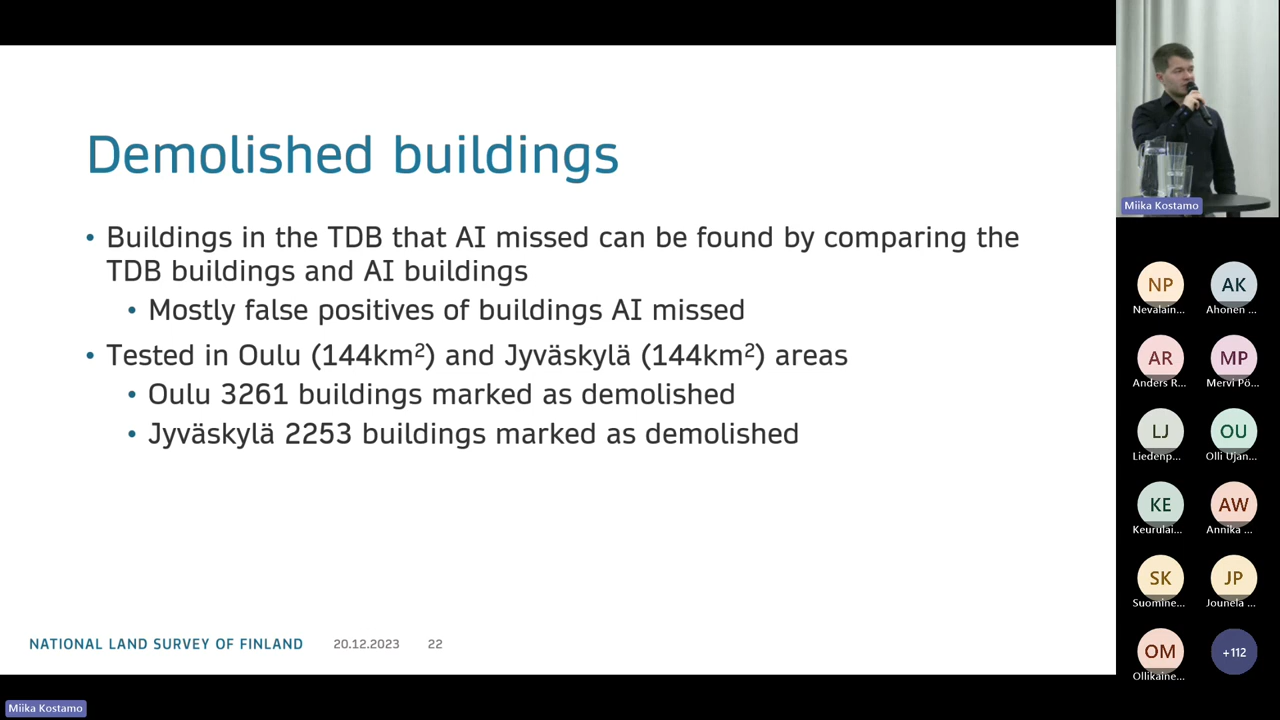 Demolished buildings
• Buildings in the TDB that AI missed can be found by comparing the
TDB buildings and AI buildings
• Mostly false positives of buildings AI missed
• Tested in Oulu (144km²) and Jyväskylä (144km²) areas
• Oulu 3261 buildings marked as demolished
• Jyväskylä 2253 buildings marked as demolished
NATIONAL LAND SURVEY OF FINLAND 20.12.2023 22
Miika Kostamo
Miika Kostamo
NP AK
Nevalain... Ahonen ...
AR MP
Anders R... Mervi Pö...
LJ OU
Liedenp... Olli Ujan...
KE AW
Keurulai... Annika ...
SK JP
Suomine... Jounela ...
OM +112
Ollikaine...